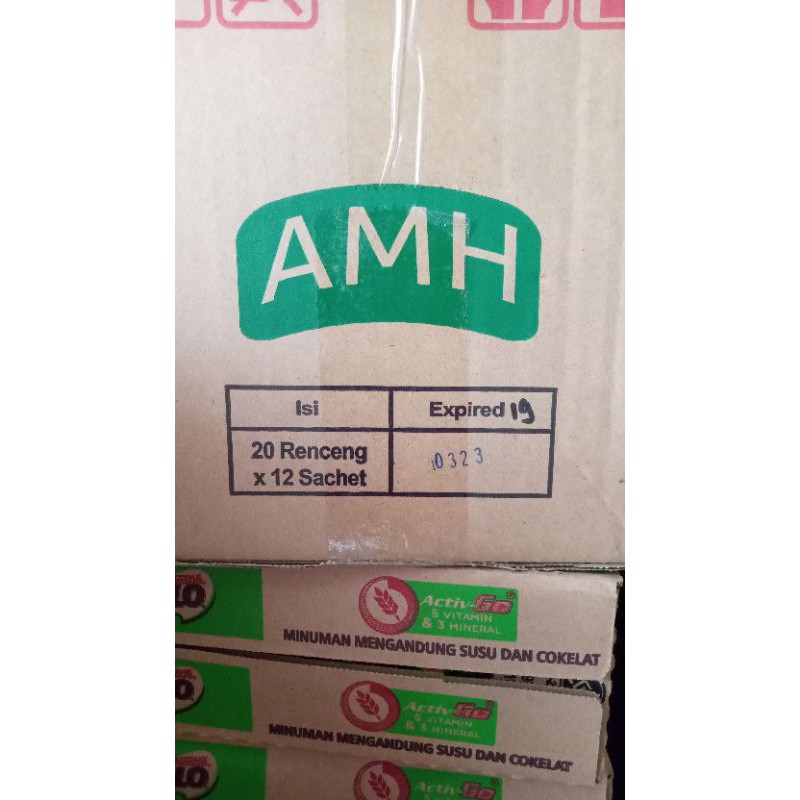 AMH
Isi
Expired 19
20 Renceng
x 12 Sachet
0323
Activ-Go®
5 VITAMIN
& 3 MINERAL
MINUMAN MENGANDUNG SUSU DAN COKELAT
Activ-Go
5 VITAMIN
& 3 MINERAL
MINUMAN MENGANDUNG SUSU DAN COKELAT
Activ-Go